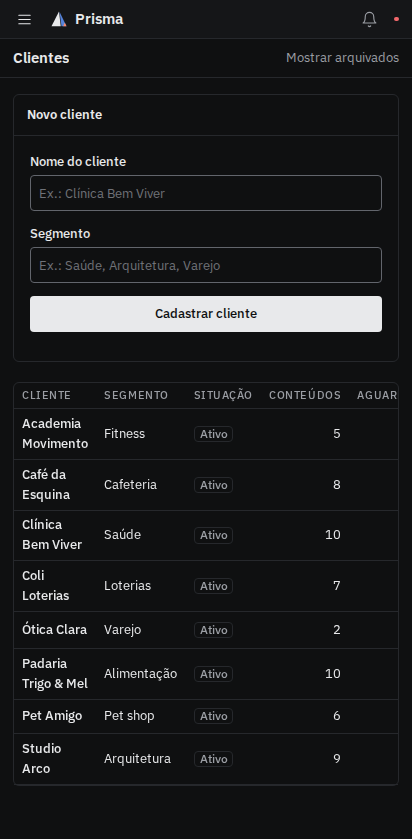 Prisma
Clientes
Mostrar arquivados
Novo cliente
Nome do cliente
Ex.: Clínica Bem Viver
Segmento
Ex.: Saúde, Arquitetura, Varejo
Cadastrar cliente
CLIENTE SEGMENTO SITUAÇÃO CONTEÚDOS AGUAR
Academia
Movimento Fitness Ativo 5
Café da
Esquina Cafeteria Ativo 8
Clínica
Bem Viver Saúde Ativo 10
Coli
Loterias Loterias Ativo 7
Ótica Clara Varejo Ativo 2
Padaria
Trigo & Mel Alimentação Ativo 10
Pet Amigo Pet shop Ativo 6
Studio
Arco Arquitetura Ativo 9